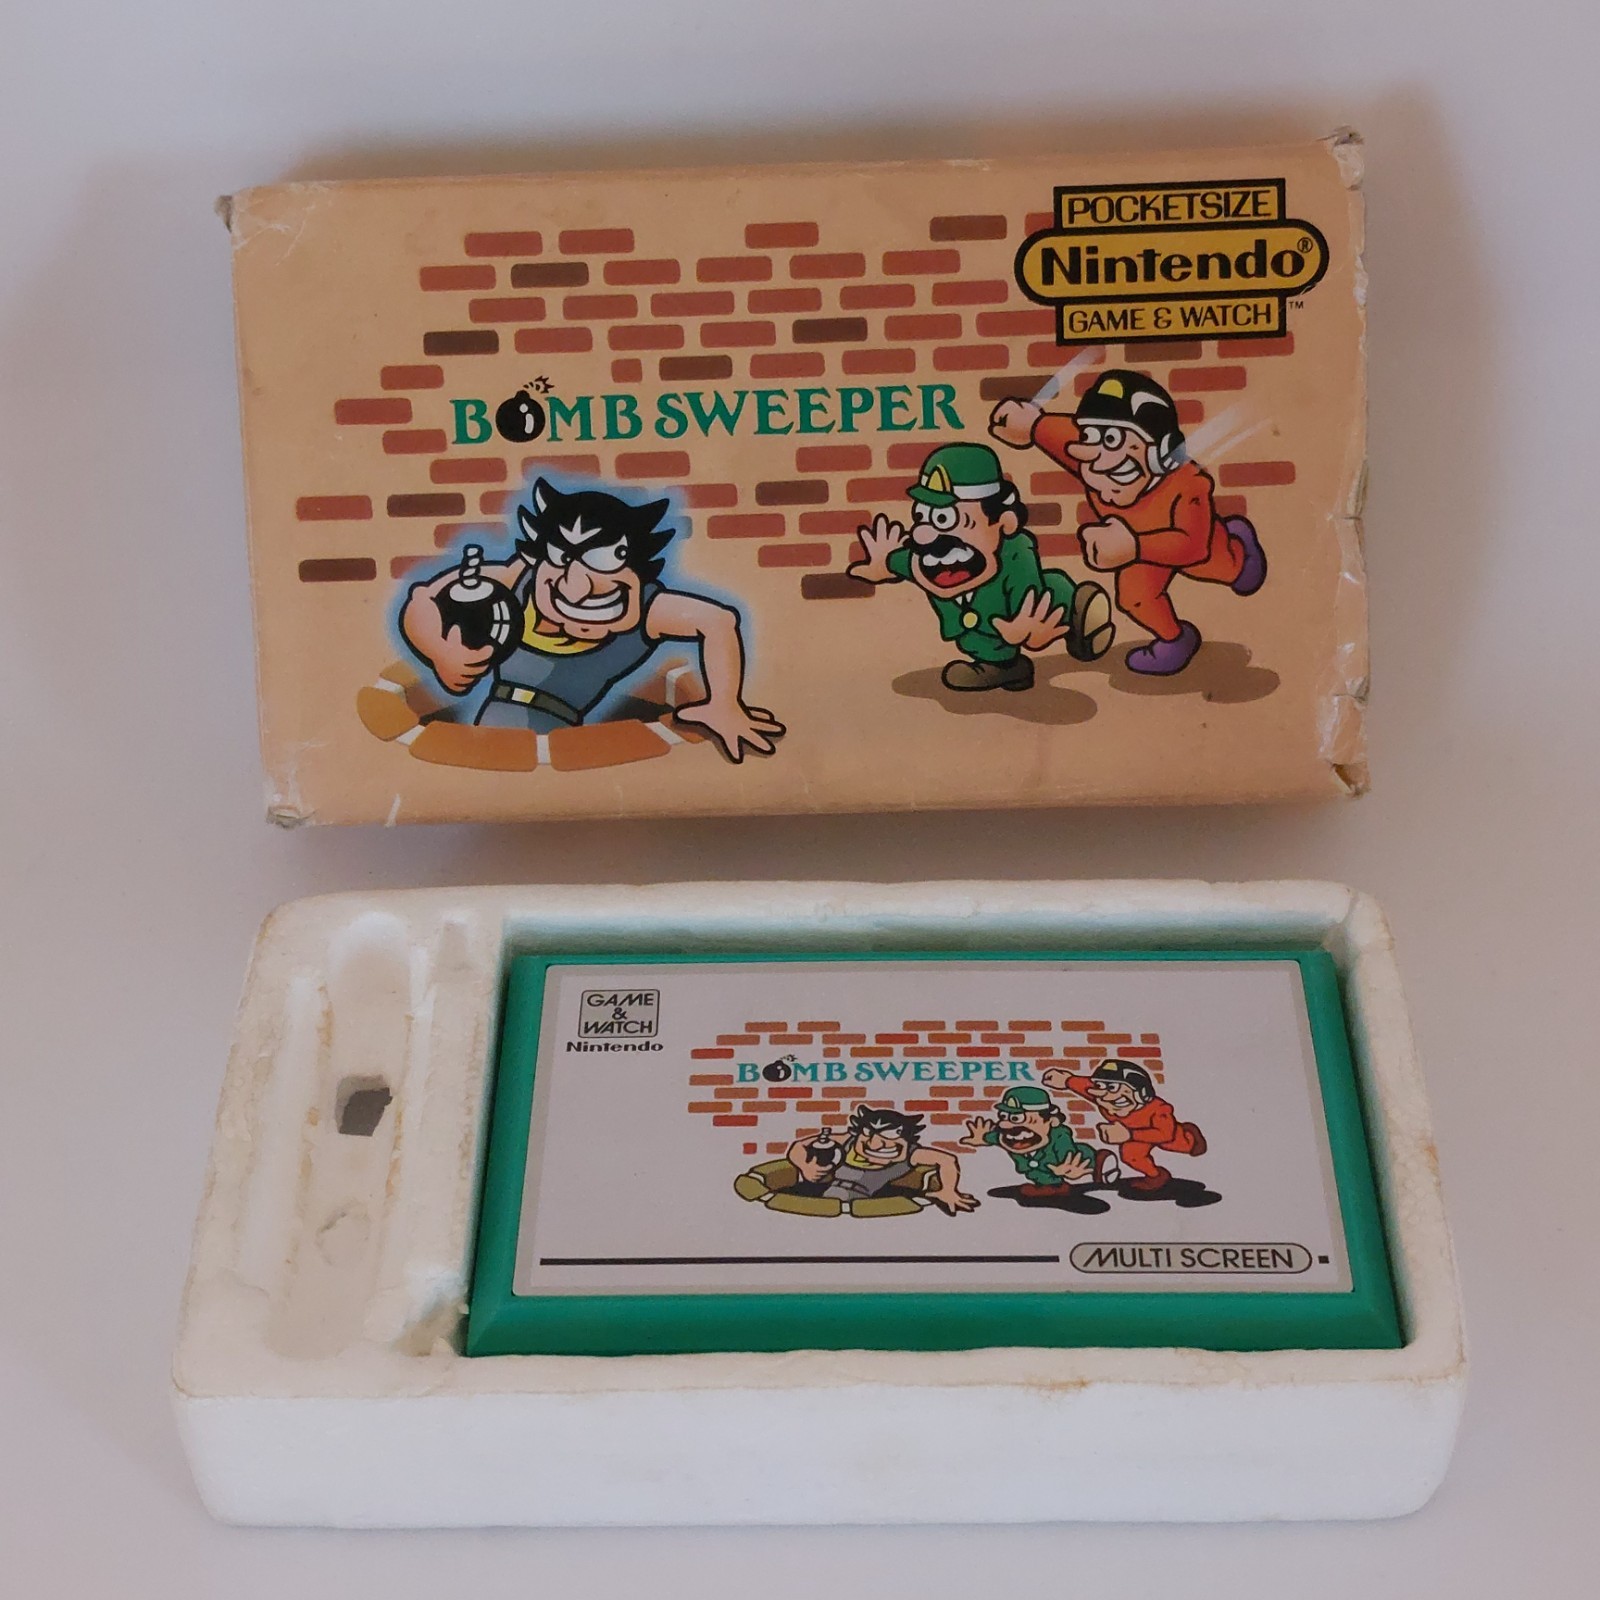 POCKETSIZE
Nintendo®
GAME & WATCH™
BOMB SWEEPER
GAME
&
WATCH
Nintendo
BOMB SWEEPER
MULTI SCREEN